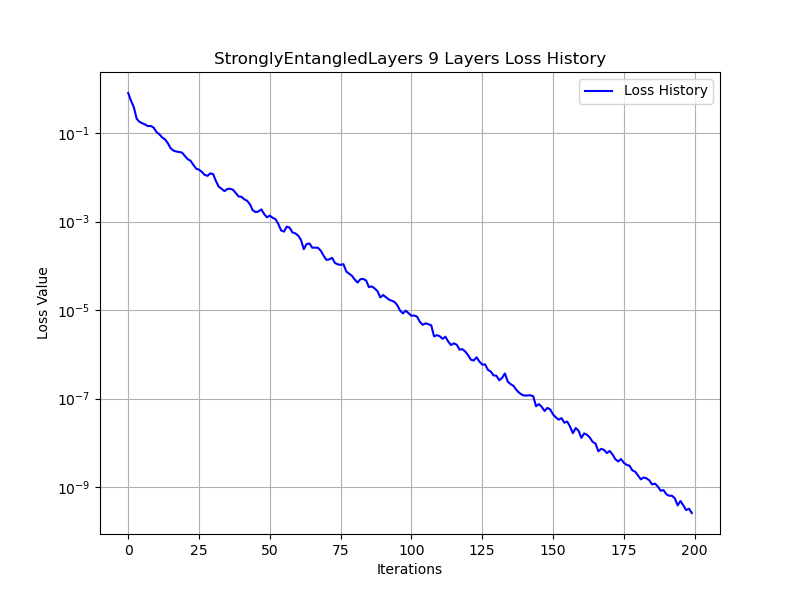 StronglyEntangledLayers 9 Layers Loss History
Loss History
Loss Value
10⁻¹
10⁻³
10⁻⁵
10⁻⁷
10⁻⁹
0 25 50 75 100 125 150 175 200
Iterations